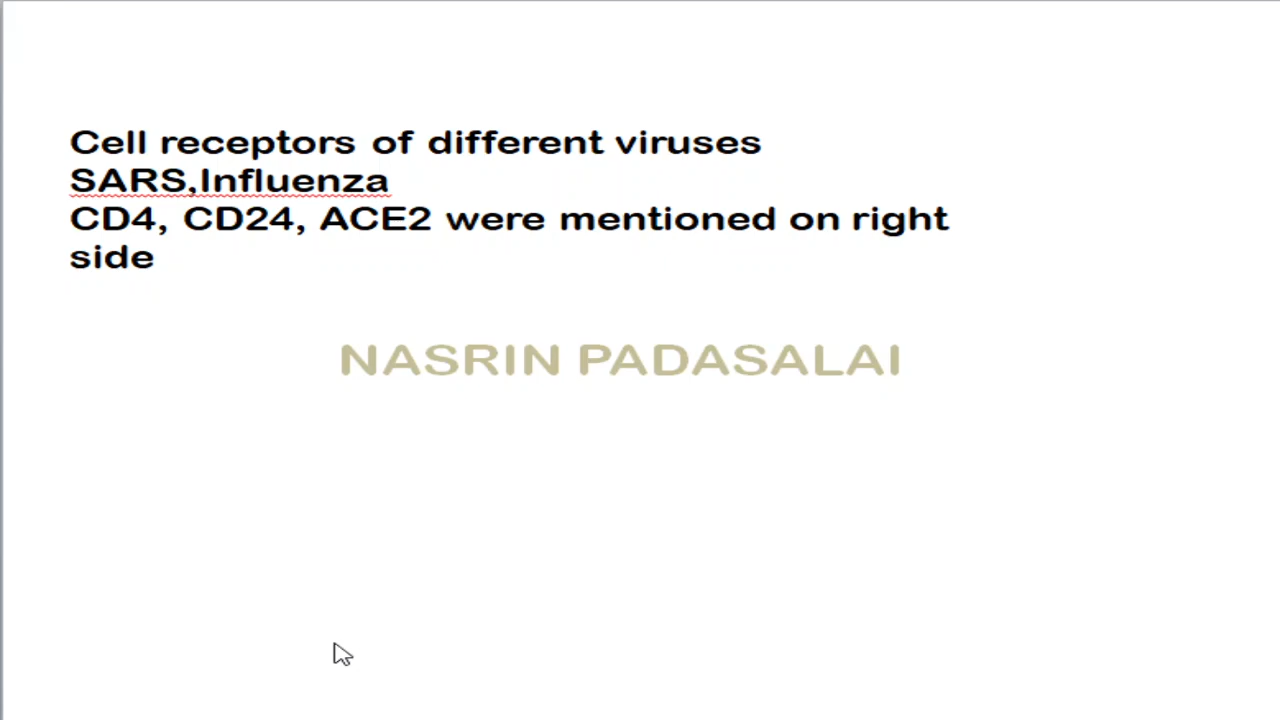 Cell receptors of different viruses
SARS,Influenza
CD4, CD24, ACE2 were mentioned on right
side
NASRIN PADASALAI